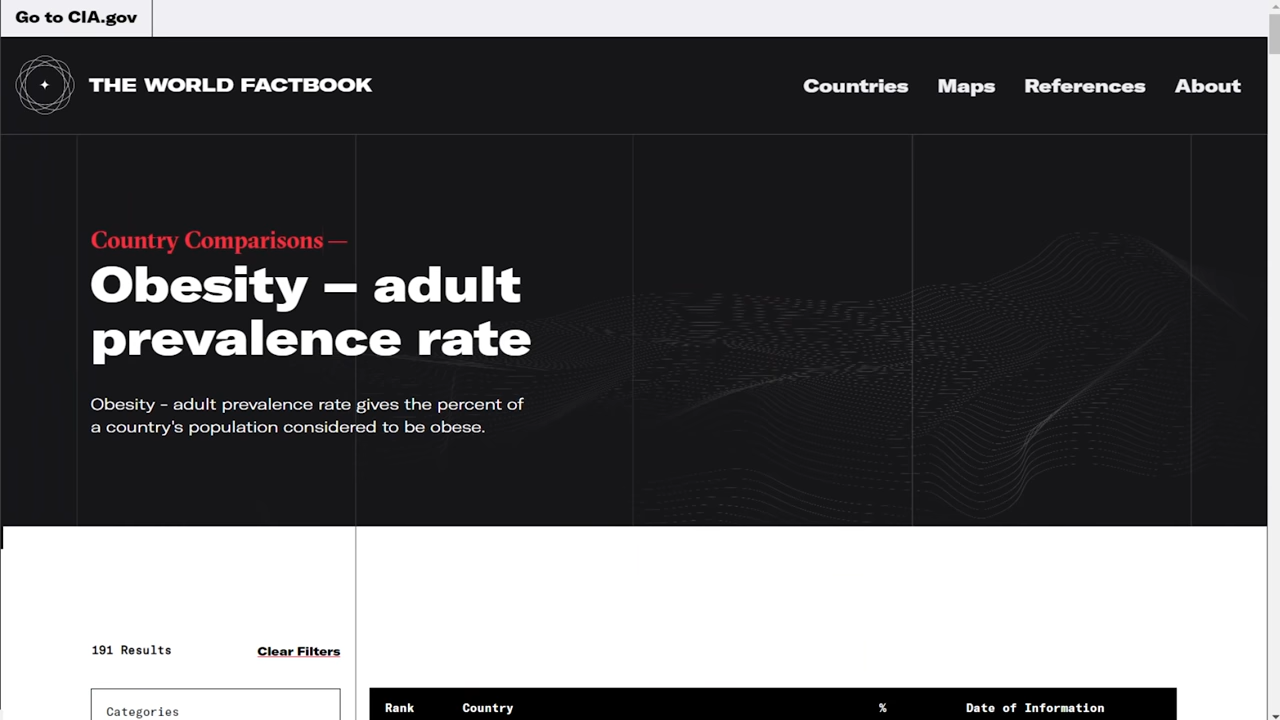 Go to CIA.gov
THE WORLD FACTBOOK
Countries Maps References About
Country Comparisons —
Obesity – adult
prevalence rate
Obesity – adult prevalence rate gives the percent of
a country's population considered to be obese.
191 Results Clear Filters
Categories
Rank Country % Date of Information